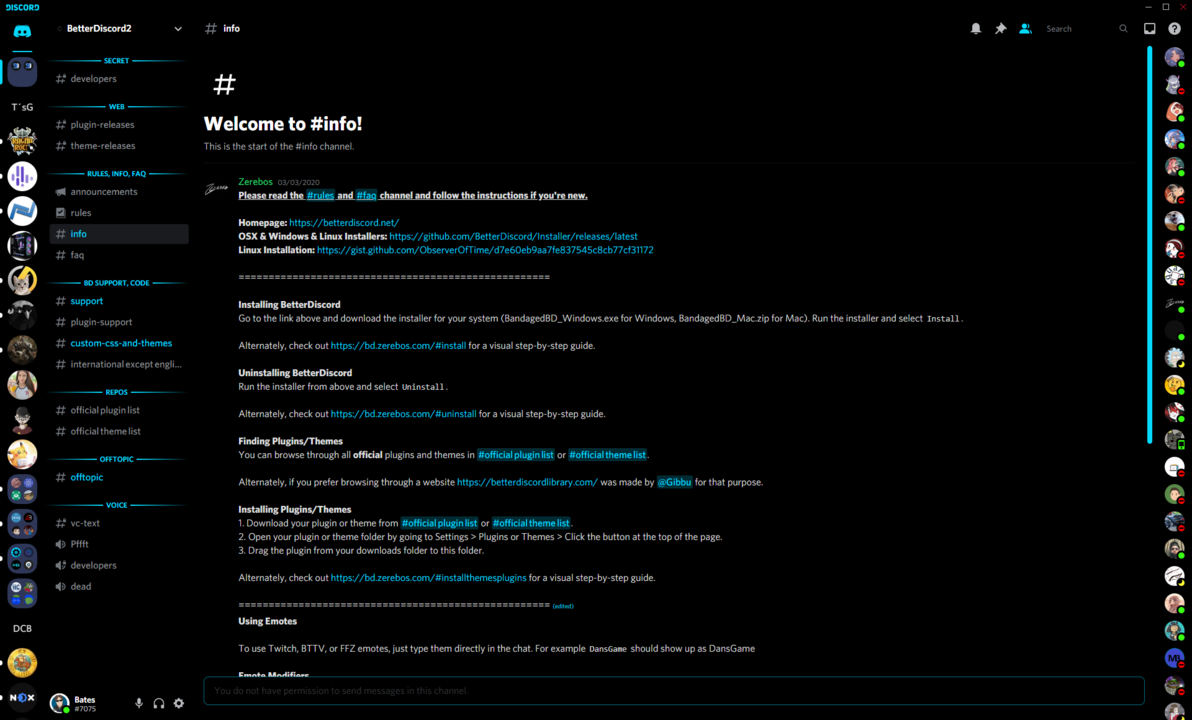 DISCORD
BetterDiscord2
info
Search
SECRET
developers
T´sG
WEB
plugin-releases
theme-releases
RULES, INFO, FAQ
announcements
rules
info
faq
BD SUPPORT, CODE
support
plugin-support
custom-css-and-themes
international except engli...
REPOS
official plugin list
official theme list
OFFTOPIC
offtopic
VOICE
vc-text
Pffft
developers
dead
DCB
NOX
Bates
#7075
#
Welcome to #info!
This is the start of the #info channel.
Zerebos 03/03/2020
Please read the #rules and #faq channel and follow the instructions if you're new.
Homepage: https://betterdiscord.net/
OSX & Windows & Linux Installers: https://github.com/BetterDiscord/Installer/releases/latest
Linux Installation: https://gist.github.com/ObserverOfTime/d7e60eb9aa7fe837545c8cb77cf31172
====================================================
Installing BetterDiscord
Go to the link above and download the installer for your system (BandagedBD_Windows.exe for Windows, BandagedBD_Mac.zip for Mac). Run the installer and select Install.
Alternately, check out https://bd.zerebos.com/#install for a visual step-by-step guide.
Uninstalling BetterDiscord
Run the installer from above and select Uninstall.
Alternately, check out https://bd.zerebos.com/#uninstall for a visual step-by-step guide.
Finding Plugins/Themes
You can browse through all official plugins and themes in #official plugin list or #official theme list.
Alternately, if you prefer browsing through a website https://betterdiscordlibrary.com/ was made by @Gibbu for that purpose.
Installing Plugins/Themes
1. Download your plugin or theme from #official plugin list or #official theme list.
2. Open your plugin or theme folder by going to Settings > Plugins or Themes > Click the button at the top of the page.
3. Drag the plugin from your downloads folder to this folder.
Alternately, check out https://bd.zerebos.com/#installthemesplugins for a visual step-by-step guide.
==================================================== (edited)
Using Emotes
To use Twitch, BTTV, or FFZ emotes, just type them directly in the chat. For example DansGame should show up as DansGame
Emote Modifiers
You do not have permission to send messages in this channel.